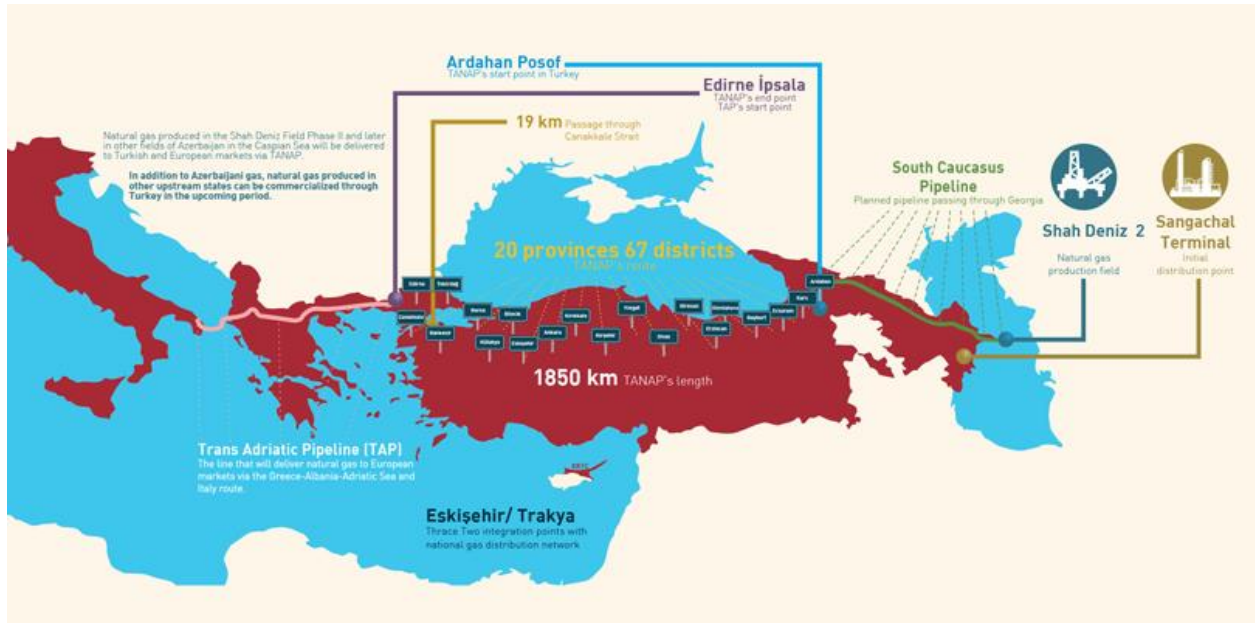 Ardahan Posof
TANAP's start point in Turkey
Edirne İpsala
TANAP's end point
TAP's start point
19 km Passage through
Canakkale Strait
Natural gas produced in the Shah Deniz Field Phase II and later
in other fields of Azerbaijan in the Caspian Sea will be delivered
to Turkish and European markets via TANAP.
In addition to Azerbaijani gas, natural gas produced in
other upstream states can be commercialized through
Turkey in the upcoming period.
South Caucasus
Pipeline
Planned pipeline passing through Georgia
Shah Deniz 2
Natural gas
production field
Sangachal
Terminal
Initial
distribution point
20 provinces 67 districts
TANAP's route
Edirne
Tekirdağ
Çanakkale
Balıkesir
Bursa
Kütahya
Bilecik
Eskişehir
Ankara
Kırıkkale
Kırşehir
Yozgat
Sivas
Giresun
Erzincan
Gümüşhane
Bayburt
Erzurum
Kars
Ardahan
1850 km TANAP's length
Trans Adriatic Pipeline (TAP)
The line that will deliver natural gas to European
markets via the Greece-Albania-Adriatic Sea and
Italy route.
Eskişehir/ Trakya
Thrace Two integration points with
national gas distribution network